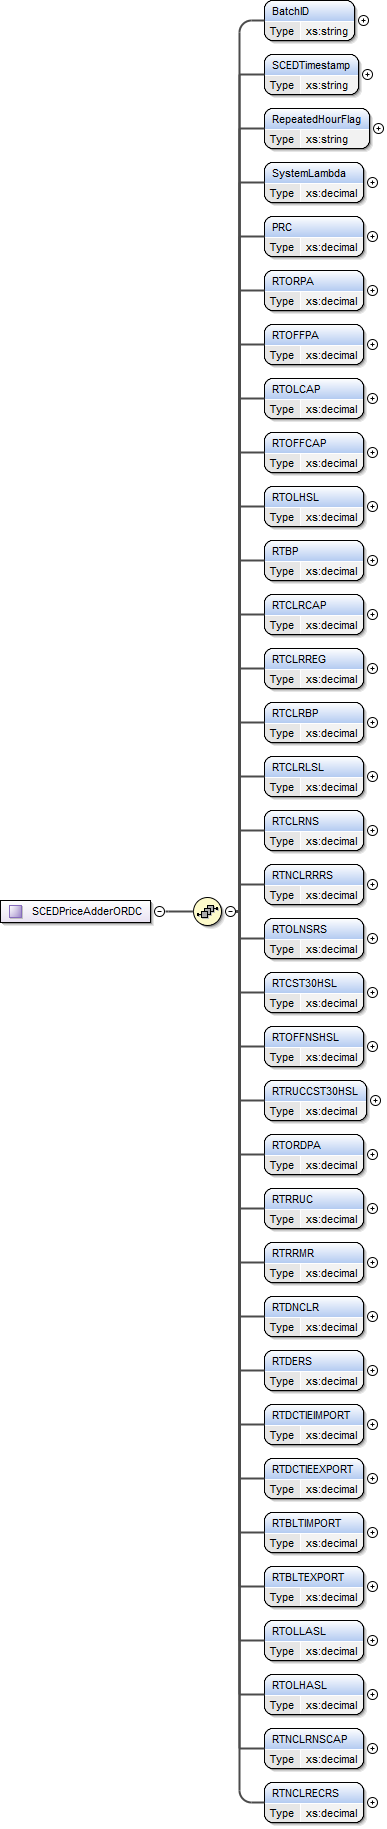 BatchID
Type xs:string
SCEDTimestamp
Type xs:string
RepeatedHourFlag
Type xs:string
SystemLambda
Type xs:decimal
PRC
Type xs:decimal
RTORPA
Type xs:decimal
RTOFFPA
Type xs:decimal
RTOLCAP
Type xs:decimal
RTOFFCAP
Type xs:decimal
RTOLHSL
Type xs:decimal
RTBP
Type xs:decimal
RTCLRCAP
Type xs:decimal
RTCLRREG
Type xs:decimal
RTCLRBP
Type xs:decimal
RTCLRLSL
Type xs:decimal
RTCLRNS
Type xs:decimal
RTNCLRRRS
Type xs:decimal
SCEDPriceAdderORDC
RTOLNSRS
Type xs:decimal
RTCST30HSL
Type xs:decimal
RTOFFNSHSL
Type xs:decimal
RTRUCCST30HSL
Type xs:decimal
RTORDPA
Type xs:decimal
RTRRUC
Type xs:decimal
RTRRMR
Type xs:decimal
RTDNCLR
Type xs:decimal
RTDERS
Type xs:decimal
RTDCTIEIMPORT
Type xs:decimal
RTDCTIEEXPORT
Type xs:decimal
RTBLTIMPORT
Type xs:decimal
RTBLTEXPORT
Type xs:decimal
RTOLLASL
Type xs:decimal
RTOLHASL
Type xs:decimal
RTNCLRNSCAP
Type xs:decimal
RTNCLRECRS
Type xs:decimal